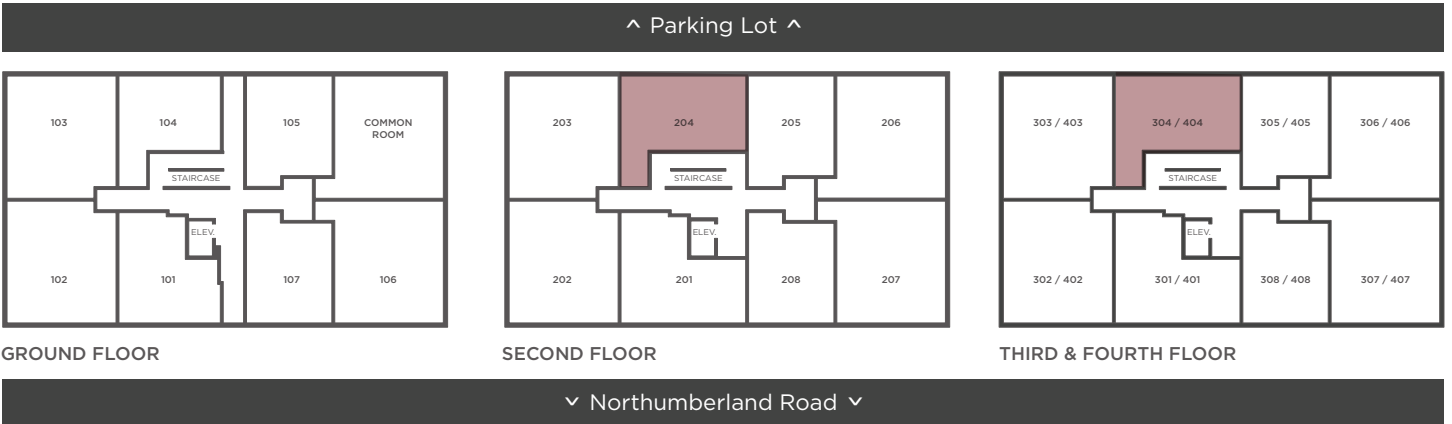 ^ Parking Lot ^
103
104
105
COMMON
ROOM
STAIRCASE
ELEV.
102
101
107
106
GROUND FLOOR
203
204
205
206
STAIRCASE
ELEV.
202
201
208
207
SECOND FLOOR
303 / 403
304 / 404
305 / 405
306 / 406
STAIRCASE
ELEV.
302 / 402
301 / 401
308 / 408
307 / 407
THIRD & FOURTH FLOOR
Northumberland Road